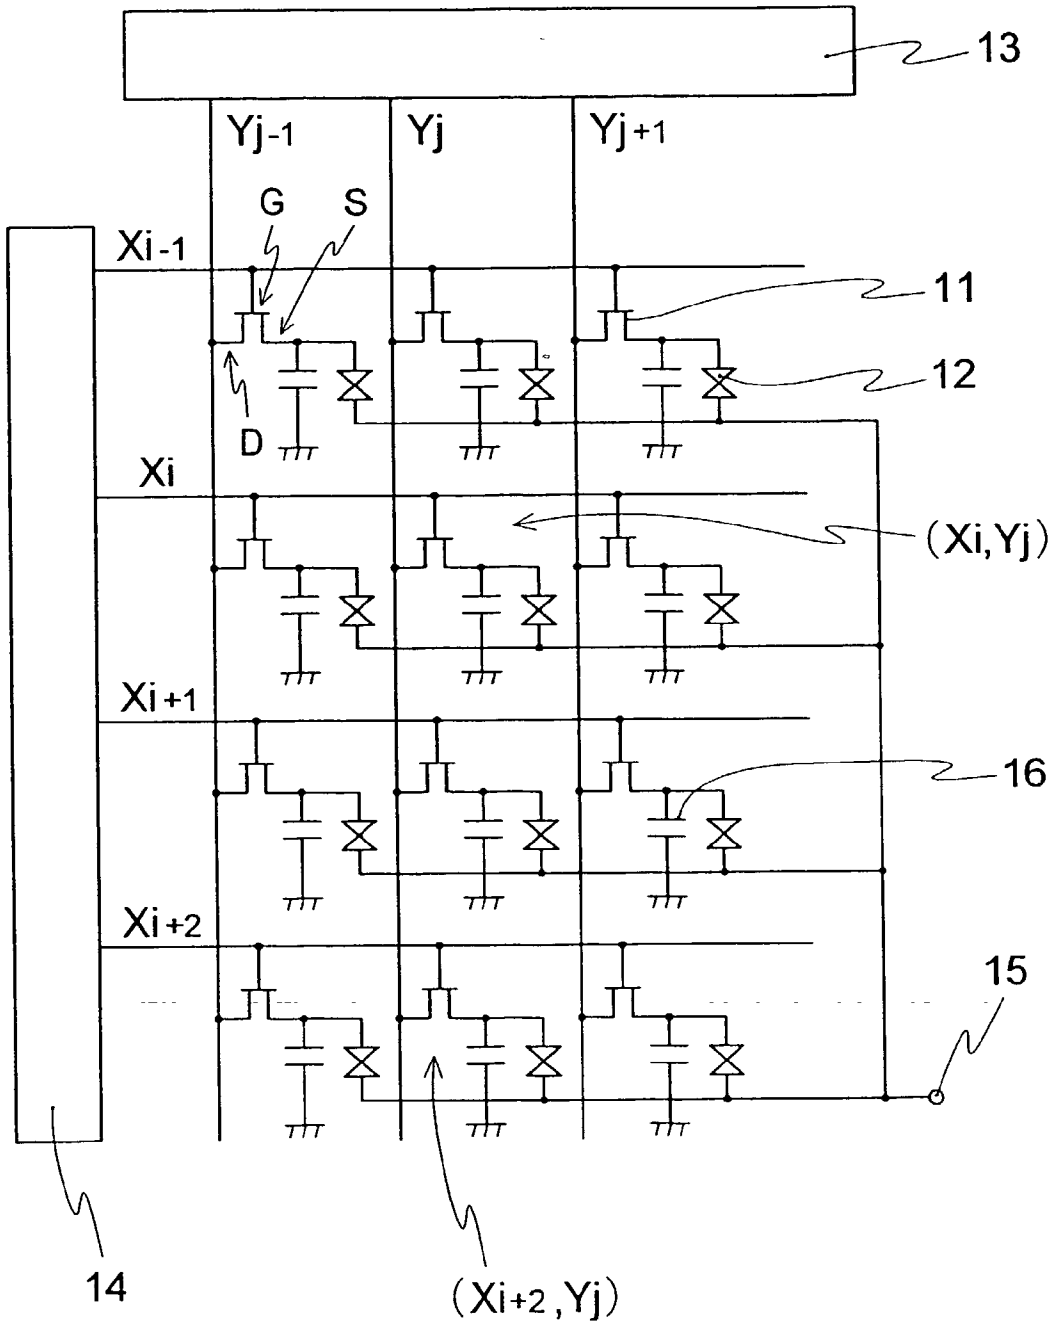 13
Yj-1
Yj
Yj+1
G
S
Xi-1
11
12
D
Xi
(Xi,Yj)
Xi+1
16
Xi+2
15
14
(Xi+2,Yj)